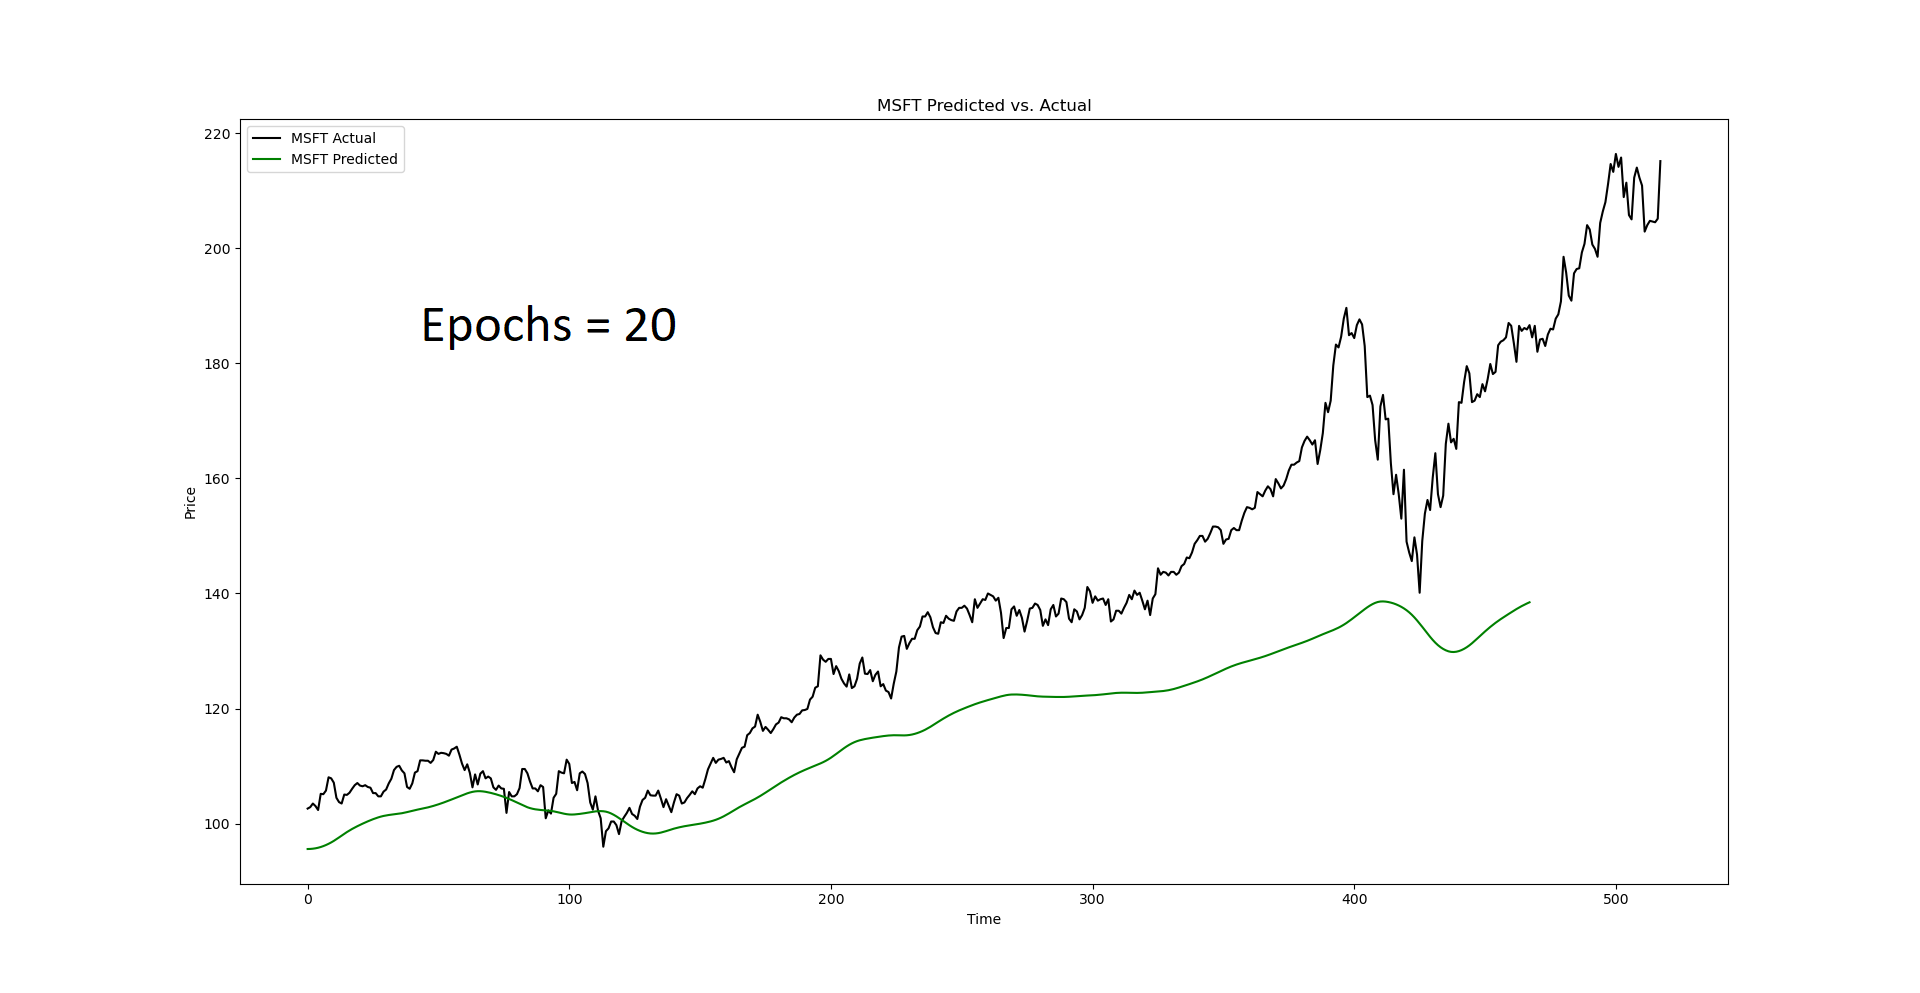 MSFT Predicted vs. Actual
MSFT Actual
MSFT Predicted
Epochs = 20
Price
220
200
180
160
140
120
100
0 100 200 300 400 500
Time